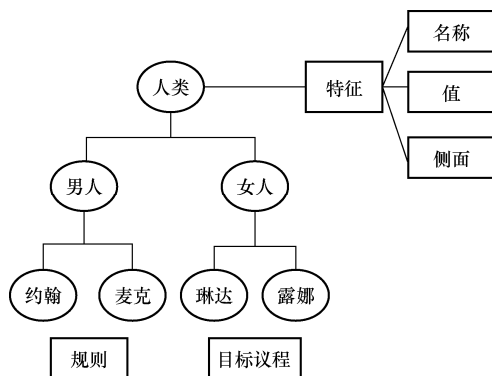 名称
人类
特征
值
侧面
男人
女人
约翰
麦克
琳达
露娜
规则
目标议程